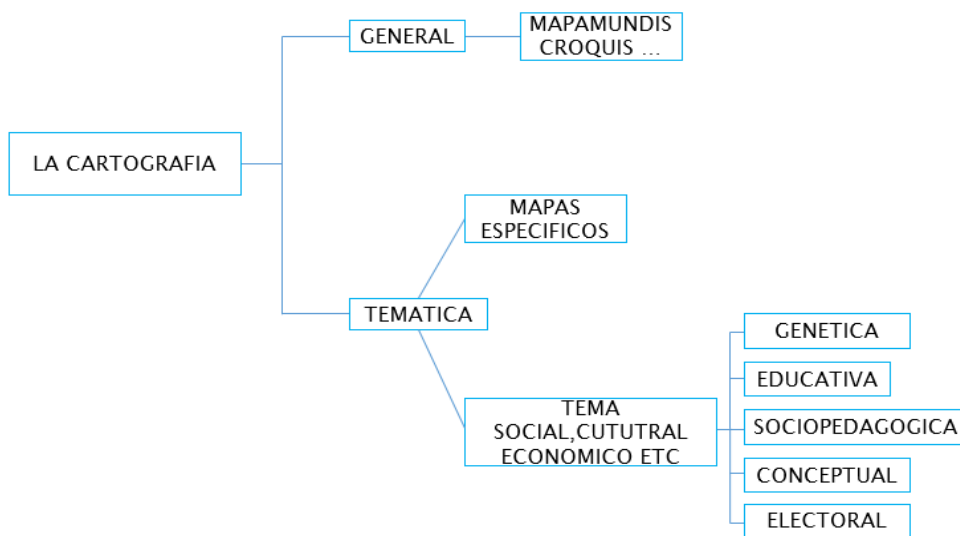 GENERAL
MAPAMUNDIS
CROQUIS ...
LA CARTOGRAFIA
MAPAS
ESPECIFICOS
TEMATICA
TEMA
SOCIAL,CUTUTRAL
ECONOMICO ETC
GENETICA
EDUCATIVA
SOCIOPEDAGOGICA
CONCEPTUAL
ELECTORAL